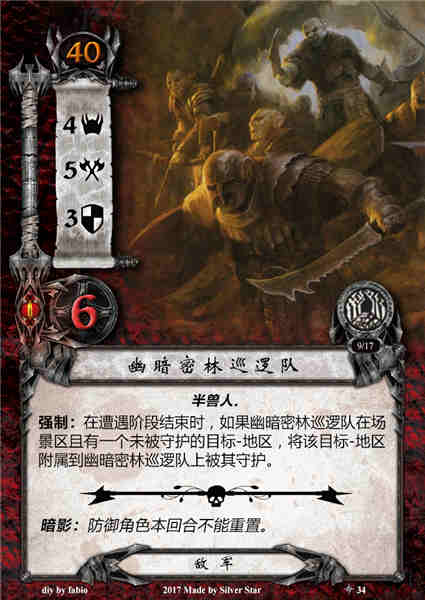 40
4
5
3
6
9/17
幽暗密林巡逻队
半兽人.
强制：在遭遇阶段结束时，如果幽暗密林巡逻队在场
景区且有一个未被守护的目标-地区，将该目标-地区
附属到幽暗密林巡逻队上被其守护。
暗影：防御角色本回合不能重置。
敌军
diy by fabio 2017 Made by Silver Star 34